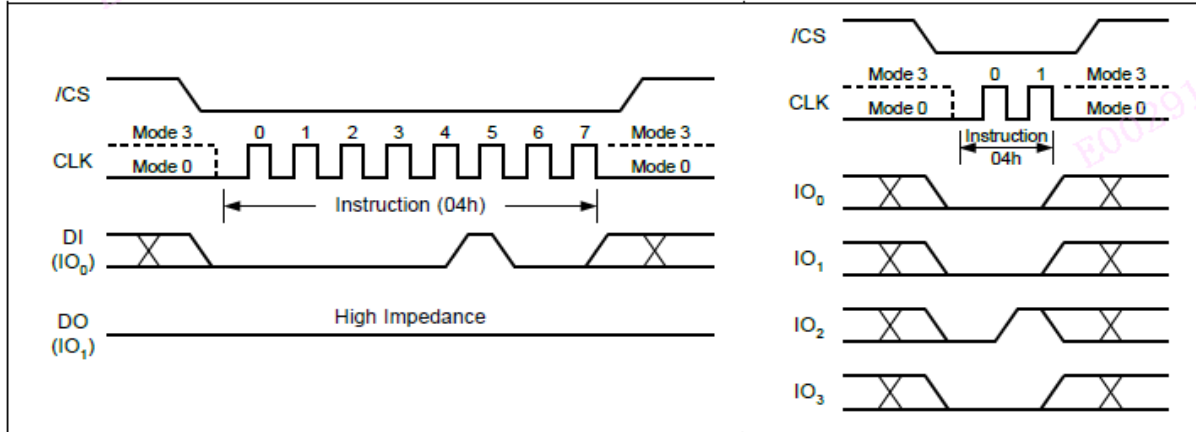 /CS
Mode 3 0 1 2 3 4 5 6 7 Mode 3
CLK Mode 0 Mode 0
Instruction (04h)
DI
(IO₀)
DO
(IO₁)
High Impedance
/CS
Mode 3 0 1 Mode 3
CLK Mode 0 Mode 0
Instruction
04h
IO₀
IO₁
IO₂
IO₃
E00291